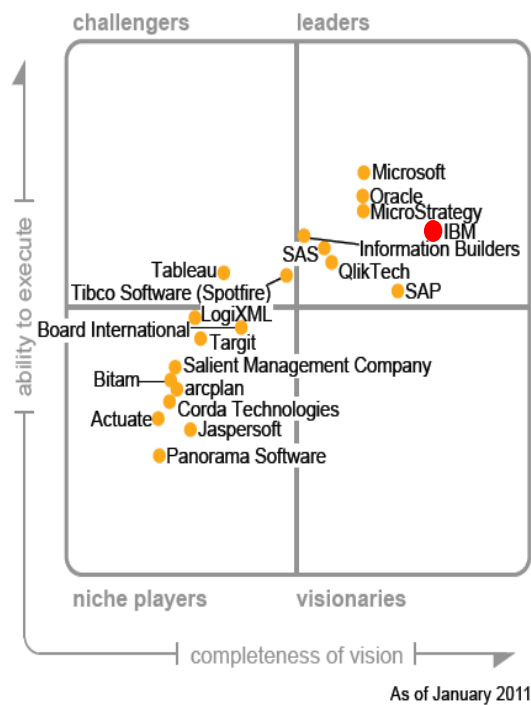 challengers
leaders
Microsoft
Oracle
MicroStrategy
IBM
Information Builders
SAS
QlikTech
Tableau
SAP
Tibco Software (Spotfire)
LogiXML
Board International
Targit
Salient Management Company
Bitam
arcplan
Corda Technologies
Actuate
Jaspersoft
Panorama Software
niche players
visionaries
ability to execute
completeness of vision
As of January 2011